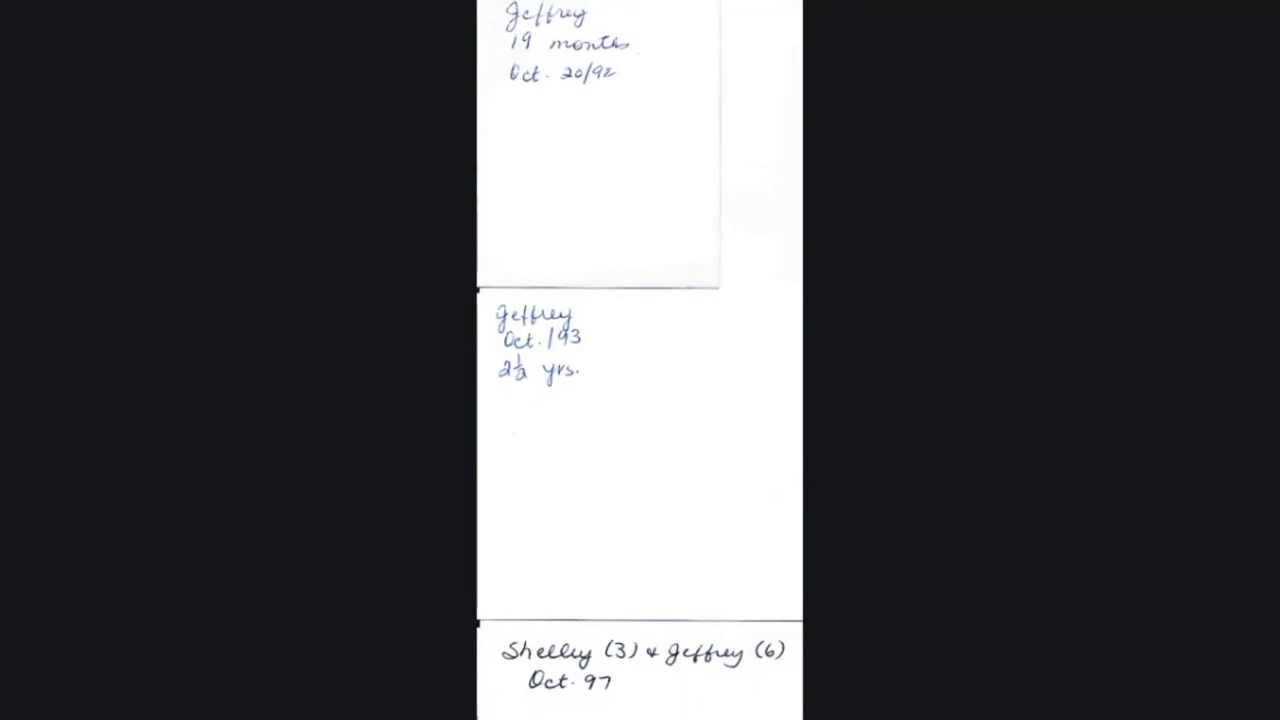 Jeffrey
19 months
Oct. 20/92
Jeffrey
Oct./93
2½ yrs.
Shelley (3) & Jeffrey (6)
Oct. 97